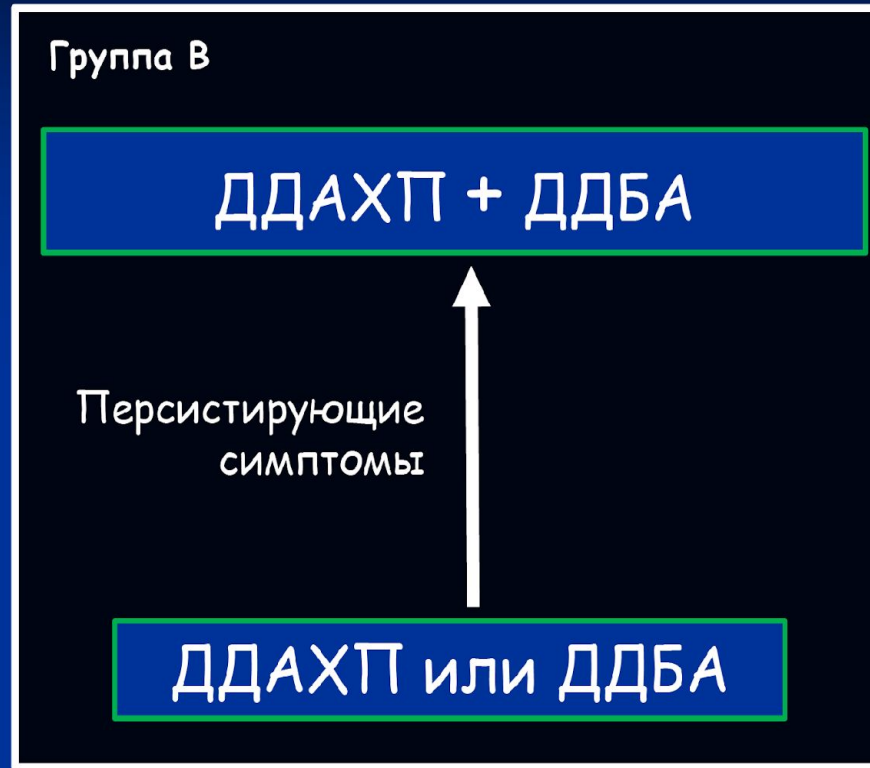 Группа В
ДДАХП + ДДБА
Персистирующие
симптомы
ДДАХП или ДДБА